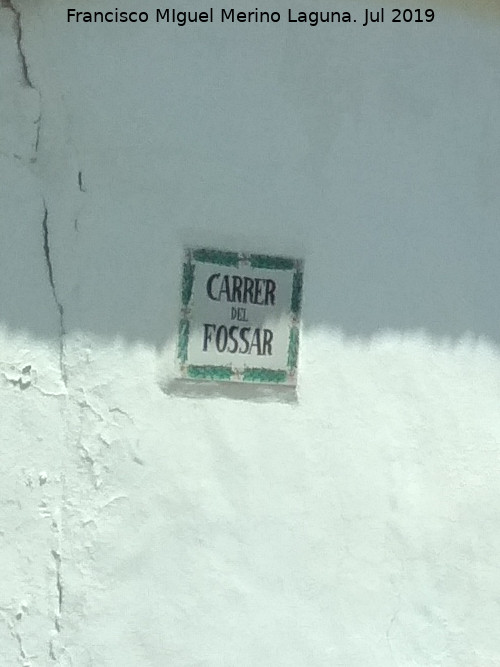 Francisco MIguel Merino Laguna. Jul 2019
CARRER
DEL
FOSSAR